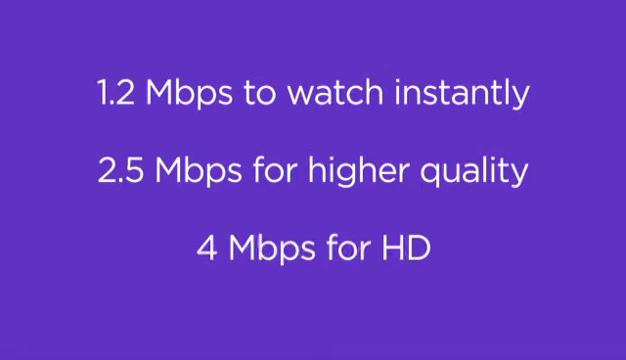 1.2 Mbps to watch instantly
2.5 Mbps for higher quality
4 Mbps for HD